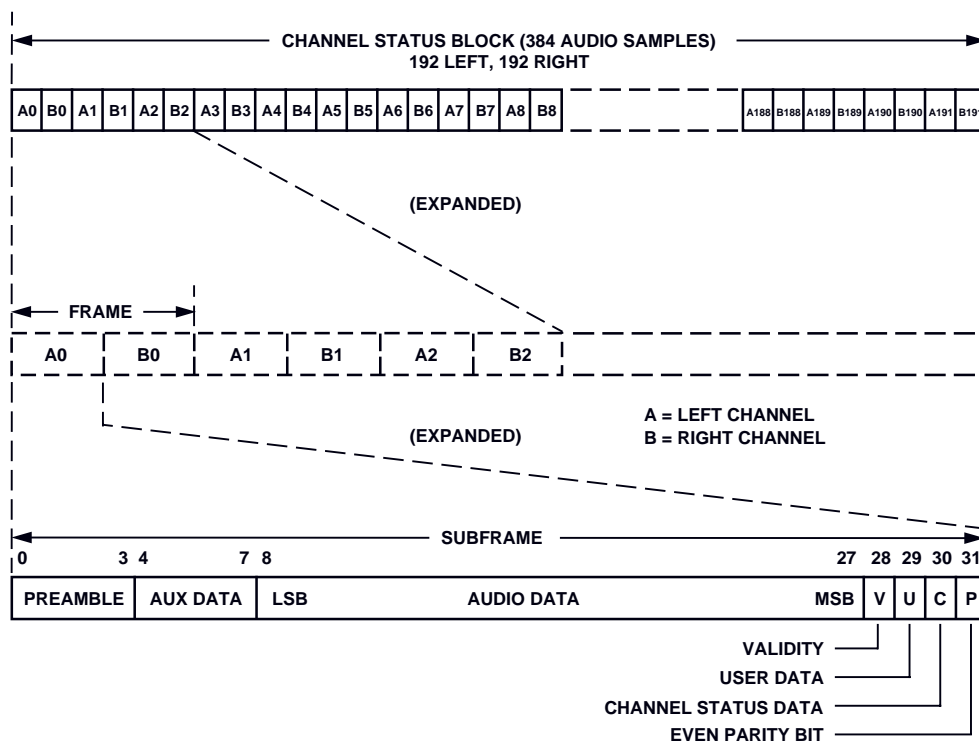 CHANNEL STATUS BLOCK (384 AUDIO SAMPLES)
192 LEFT, 192 RIGHT
A0 B0 A1 B1 A2 B2 A3 B3 A4 B4 A5 B5 A6 B6 A7 B7 A8 B8 A188 B188 A189 B189 A190 B190 A191 B191
(EXPANDED)
FRAME
A0 B0 A1 B1 A2 B2
A = LEFT CHANNEL
B = RIGHT CHANNEL
(EXPANDED)
SUBFRAME
0 3 4 7 8 27 28 29 30 31
PREAMBLE AUX DATA LSB AUDIO DATA MSB V U C P
VALIDITY
USER DATA
CHANNEL STATUS DATA
EVEN PARITY BIT